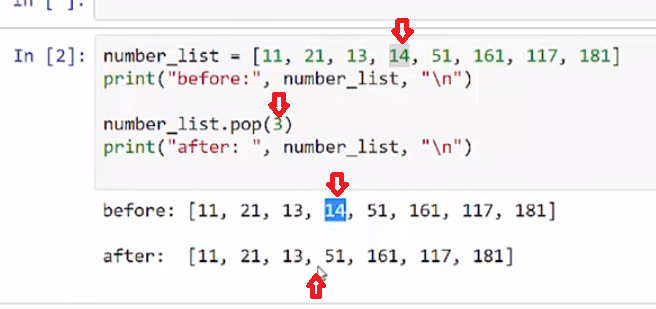 In [ ]:
In [2]: number_list = [11, 21, 13, 14, 51, 161, 117, 181]
print("before:", number_list, "\n")
number_list.pop(3)
print("after: ", number_list, "\n")
before: [11, 21, 13, 14, 51, 161, 117, 181]
after:  [11, 21, 13, 51, 161, 117, 181]